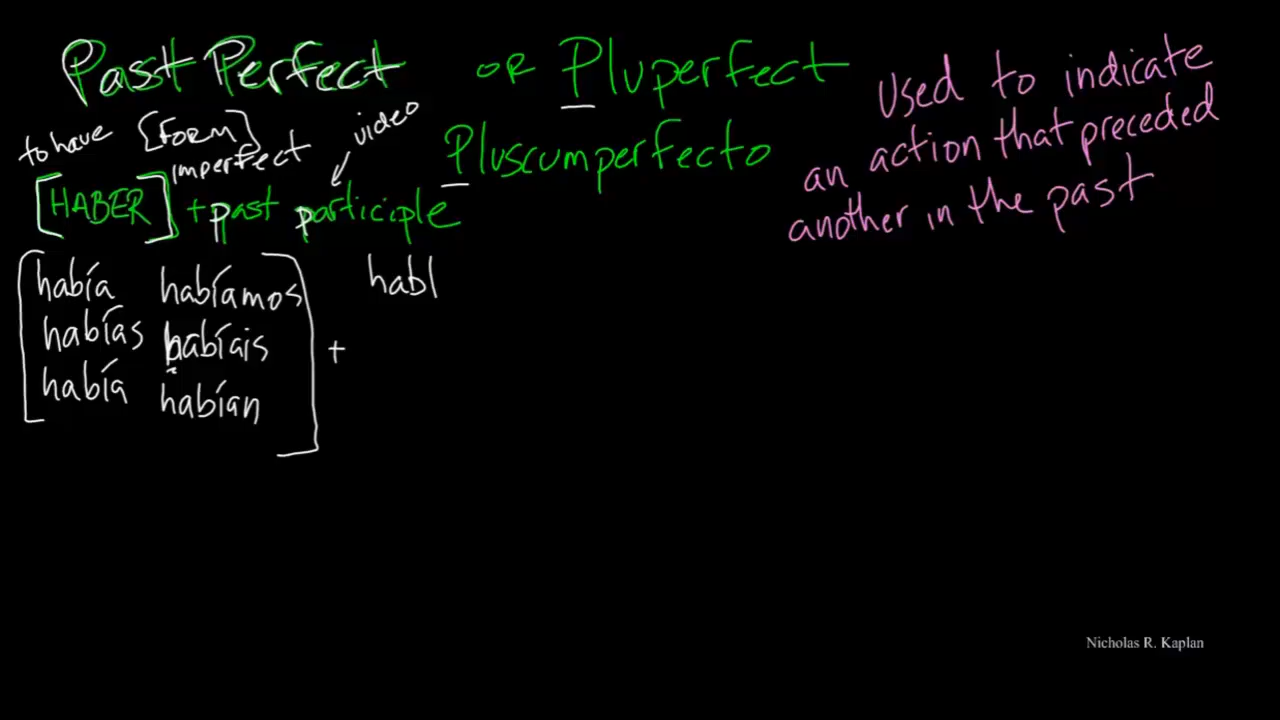 Past Perfect or Pluperfect
Pluscumperfecto
Used to indicate
an action that preceded
another in the past
to have [Form] video
imperfect
[HABER] + past participle
había habíamos habl
habías habíais +
había habían
Nicholas R. Kaplan